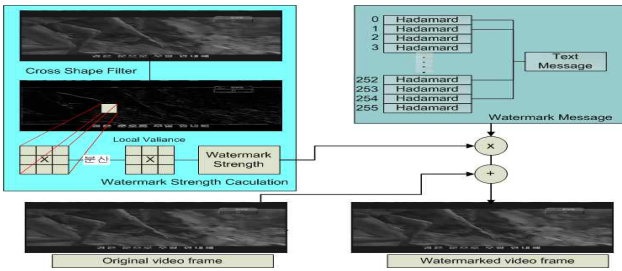 Cross Shape Filter
Local Valiance
X
분산
X
Watermark Strength
Watermark Strength Caculation
0 Hadamard
1 Hadamard
2 Hadamard
3 Hadamard
252 Hadamard
253 Hadamard
254 Hadamard
255 Hadamard
Text Message
Watermark Message
x
+
Original video frame
Watermarked video frame